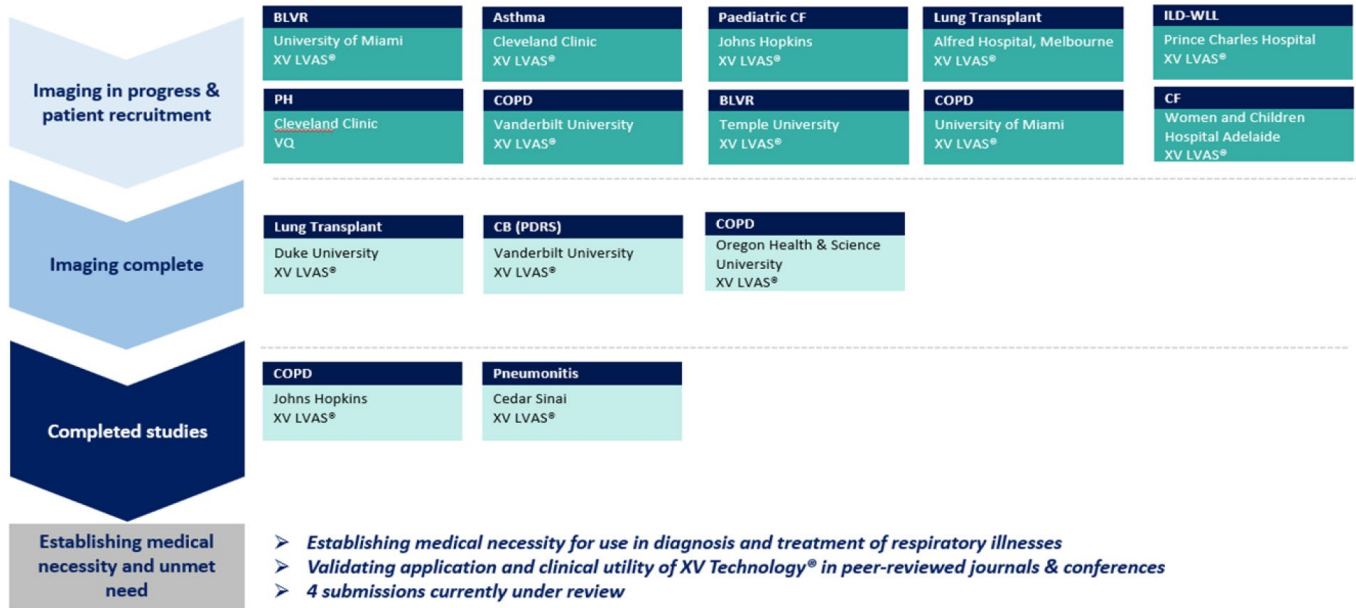 Imaging in progress &
patient recruitment
BLVR
University of Miami
XV LVAS®
Asthma
Cleveland Clinic
XV LVAS®
Paediatric CF
Johns Hopkins
XV LVAS®
Lung Transplant
Alfred Hospital, Melbourne
XV LVAS®
ILD-WLL
Prince Charles Hospital
XV LVAS®
PH
Cleveland Clinic
VQ
COPD
Vanderbilt University
XV LVAS®
BLVR
Temple University
XV LVAS®
COPD
University of Miami
XV LVAS®
CF
Women and Children
Hospital Adelaide
XV LVAS®
Imaging complete
Lung Transplant
Duke University
XV LVAS®
CB (PDRS)
Vanderbilt University
XV LVAS®
COPD
Oregon Health & Science
University
XV LVAS®
Completed studies
COPD
Johns Hopkins
XV LVAS®
Pneumonitis
Cedar Sinai
XV LVAS®
Establishing medical
necessity and unmet
need
➢ Establishing medical necessity for use in diagnosis and treatment of respiratory illnesses
➢ Validating application and clinical utility of XV Technology® in peer-reviewed journals & conferences
➢ 4 submissions currently under review